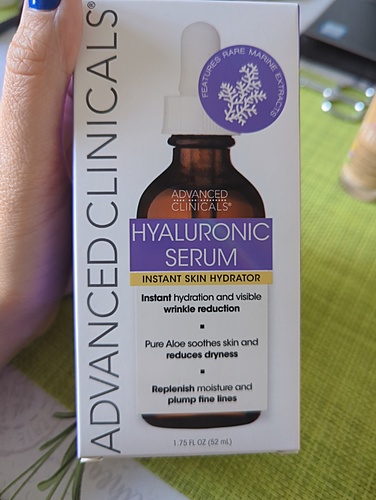 ADVANCED CLINICALS®
FEATURES RARE MARINE EXTRACTS
ADVANCED
CLINICALS®
HYALURONIC
SERUM
INSTANT SKIN HYDRATOR
Instant hydration and visible
wrinkle reduction
Pure Aloe soothes skin and
reduces dryness
Replenish moisture and
plump fine lines
1.75 FL OZ (52 mL)